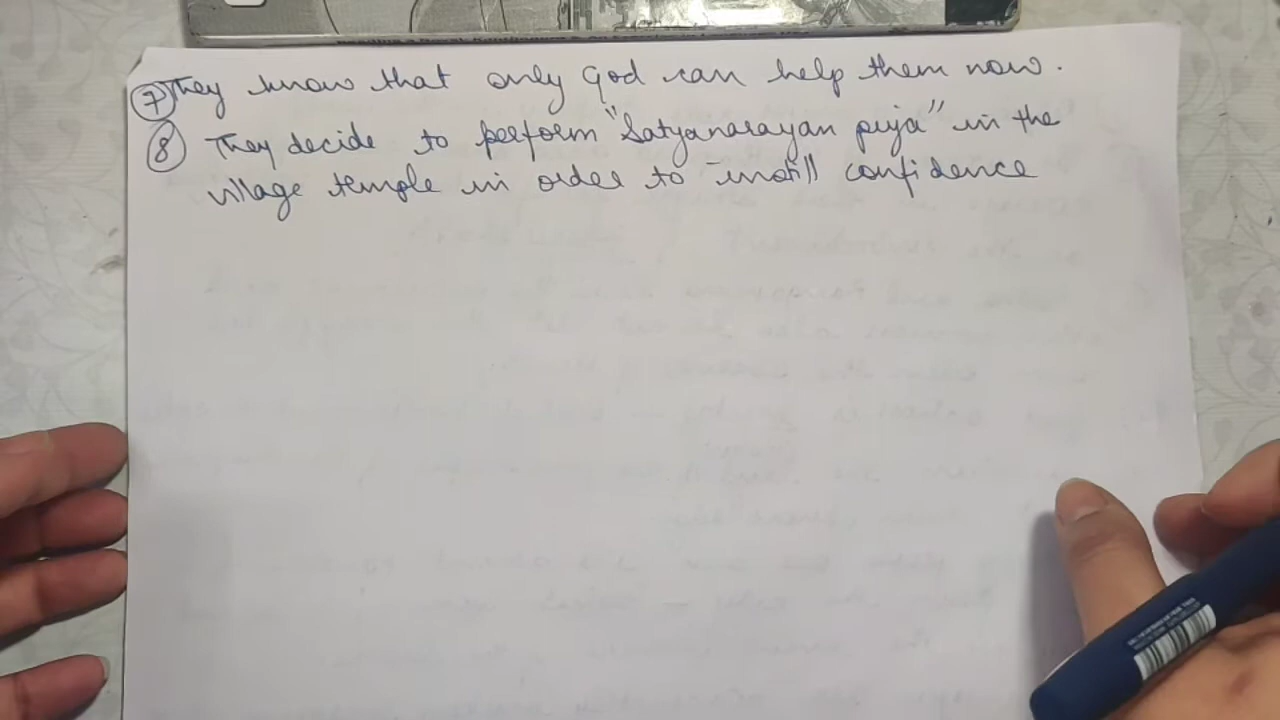 ⑦ They know that only God can help them now.
⑧ They decide to perform "Satyanarayan puja" in the
village temple in order to instill confidence